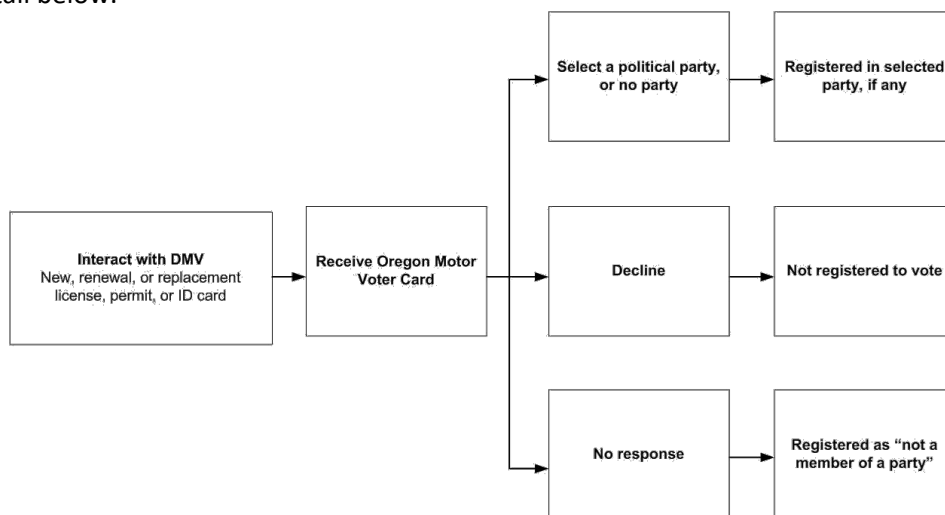 Select a political party,
or no party
Registered in selected
party, if any
Interact with DMV
New, renewal, or replacement
license, permit, or ID card
Receive Oregon Motor
Voter Card
Decline
Not registered to vote
No response
Registered as “not a
member of a party”